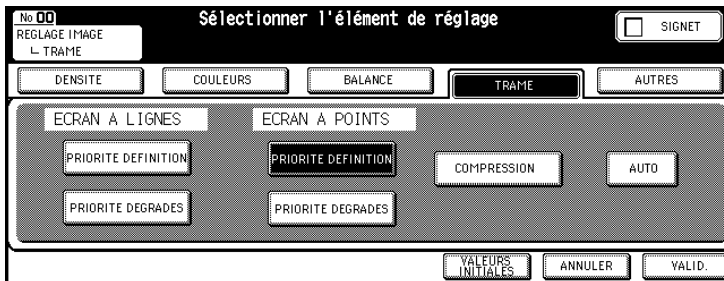 No 00
REGLAGE IMAGE
└ TRAME
Sélectionner l'élément de réglage
SIGNET
DENSITE
COULEURS
BALANCE
TRAME
AUTRES
ECRAN A LIGNES
ECRAN A POINTS
PRIORITE DEFINITION
PRIORITE DEFINITION
COMPRESSION
AUTO
PRIORITE DEGRADES
PRIORITE DEGRADES
VALEURS
INITIALES
ANNULER
VALID.